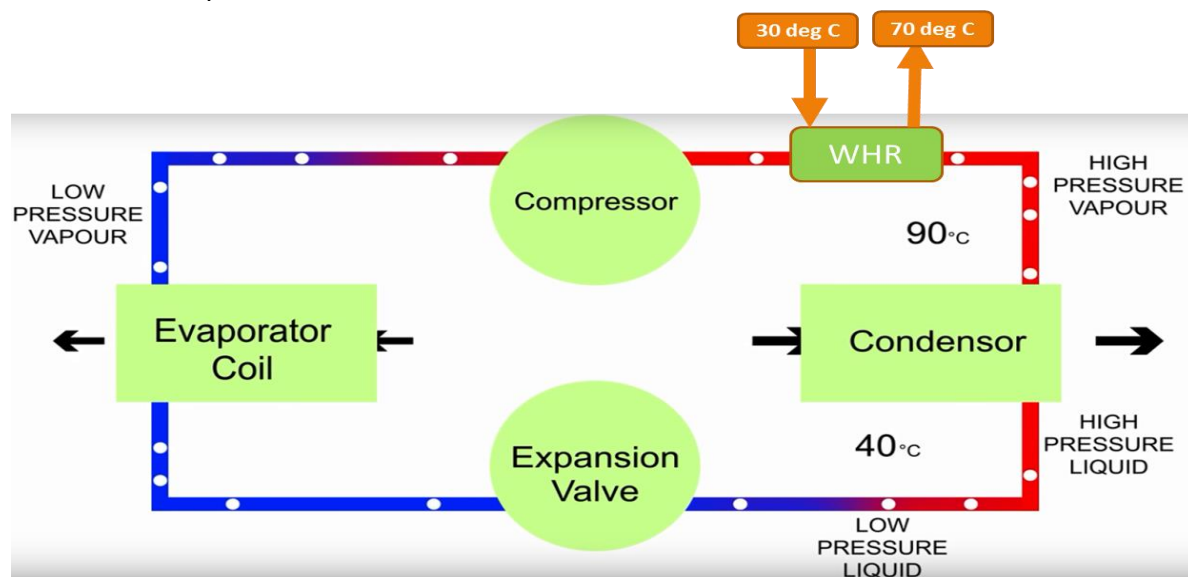 30 deg C
70 deg C
WHR
Compressor
LOW
PRESSURE
VAPOUR
HIGH
PRESSURE
VAPOUR
90°C
Evaporator
Coil
Condensor
Expansion
Valve
40°C
HIGH
PRESSURE
LIQUID
LOW
PRESSURE
LIQUID